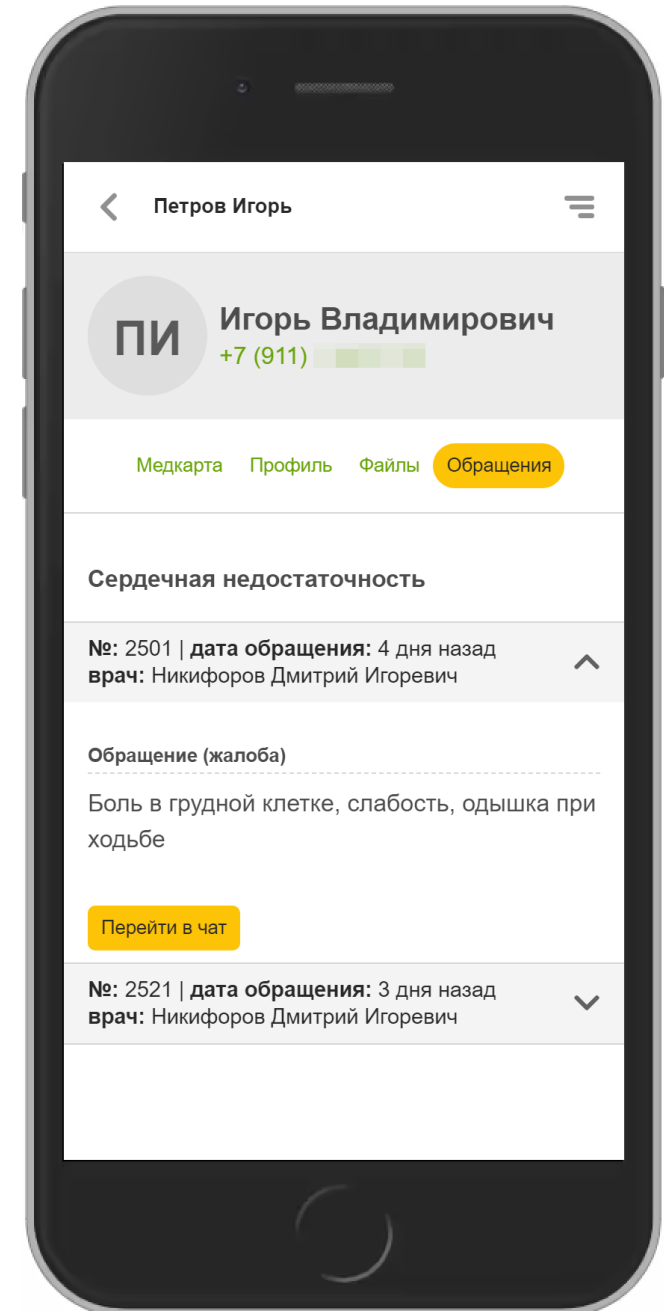 Петров Игорь
ПИ
Игорь Владимирович
+7 (911)
Медкарта Профиль Файлы Обращения
Сердечная недостаточность
№: 2501 | дата обращения: 4 дня назад
врач: Никифоров Дмитрий Игоревич
Обращение (жалоба)
Боль в грудной клетке, слабость, одышка при
ходьбе
Перейти в чат
№: 2521 | дата обращения: 3 дня назад
врач: Никифоров Дмитрий Игоревич